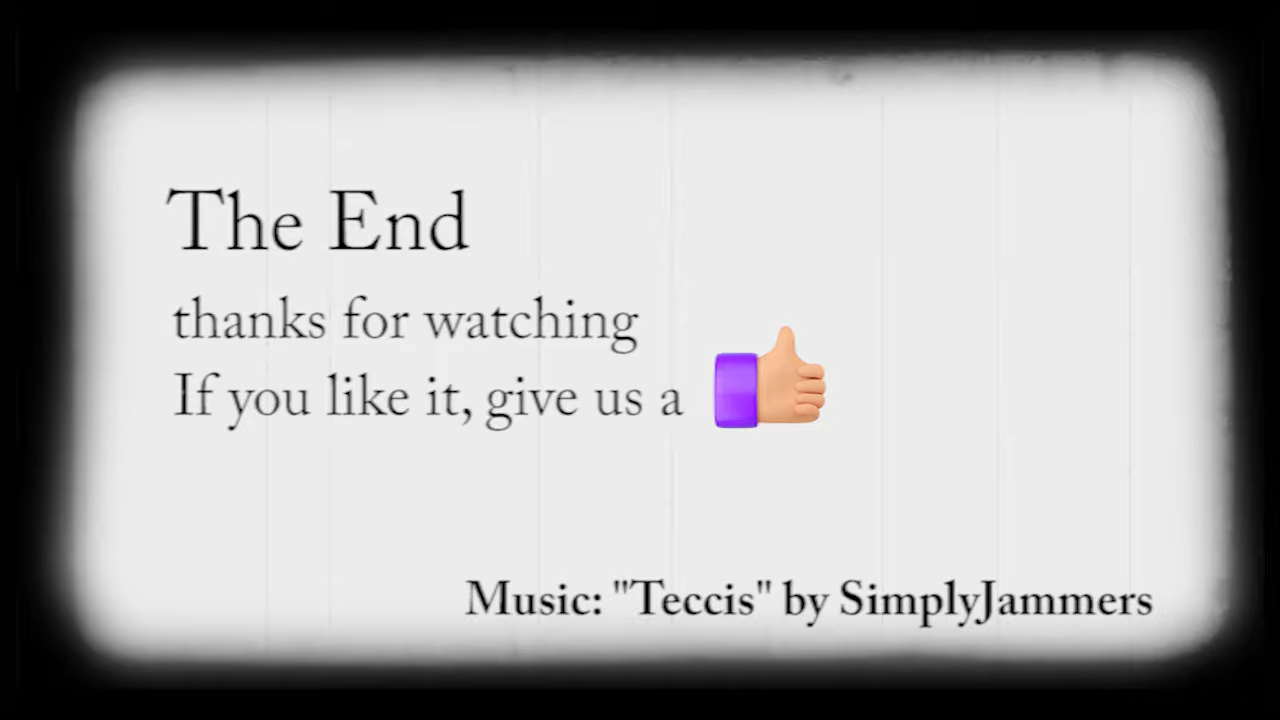 The End
thanks for watching
If you like it, give us a 👍
Music: "Teccis" by SimplyJammers